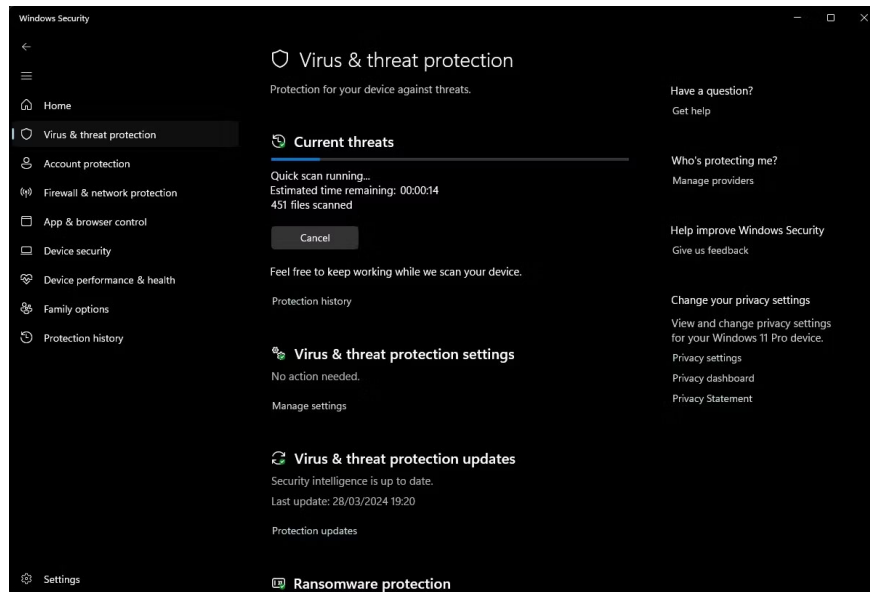 Windows Security
Home
Virus & threat protection
Account protection
Firewall & network protection
App & browser control
Device security
Device performance & health
Family options
Protection history
Settings
Virus & threat protection
Protection for your device against threats.
Current threats
Quick scan running...
Estimated time remaining: 00:00:14
451 files scanned
Cancel
Feel free to keep working while we scan your device.
Protection history
Virus & threat protection settings
No action needed.
Manage settings
Virus & threat protection updates
Security intelligence is up to date.
Last update: 28/03/2024 19:20
Protection updates
Ransomware protection
Have a question?
Get help
Who's protecting me?
Manage providers
Help improve Windows Security
Give us feedback
Change your privacy settings
View and change privacy settings
for your Windows 11 Pro device.
Privacy settings
Privacy dashboard
Privacy Statement